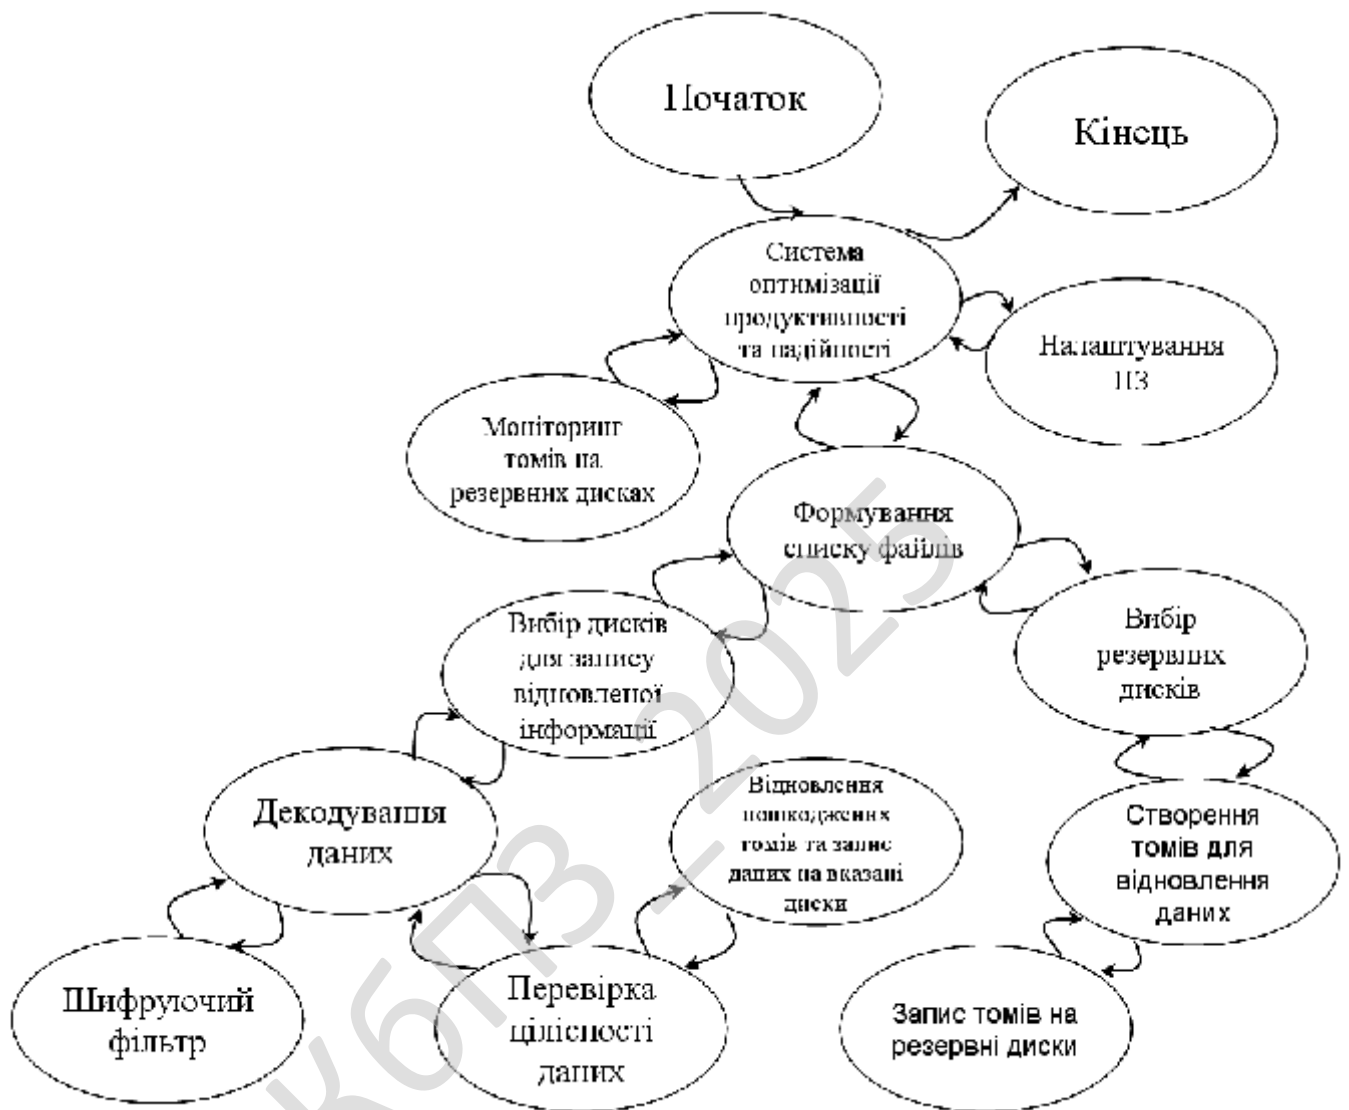 Початок
Кінець
Система
оптимізації
продуктивності
та надійності
Налаштування
ПЗ
Моніторинг
томів на
резервних дисках
Формування
списку файлів
Вибір дисків
для запису
відновленої
інформації
Вибір
резервних
дисків
Декодування
даних
Відновлення
пошкоджених
томів та запис
даних на вказані
диски
Створення
томів для
відновлення
даних
Шифруючий
фільтр
Перевірка
цілісності
даних
Запис томів на
резервні диски
КбПЗ_2025